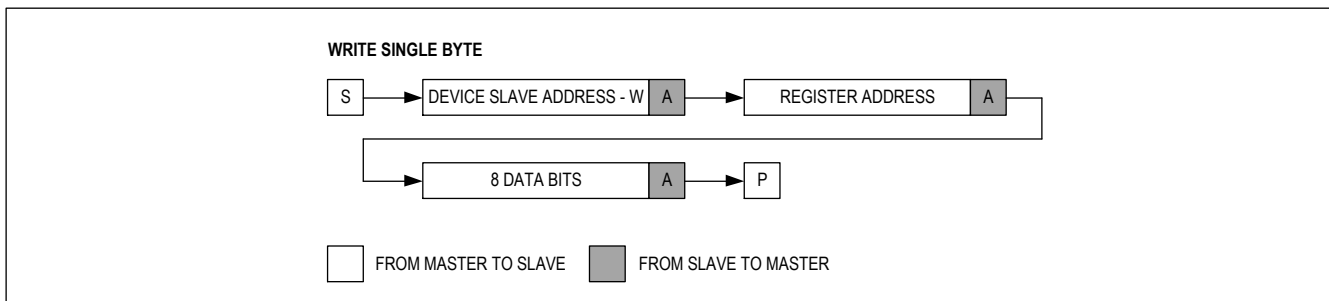 WRITE SINGLE BYTE
S DEVICE SLAVE ADDRESS - W A REGISTER ADDRESS A
8 DATA BITS A P
FROM MASTER TO SLAVE FROM SLAVE TO MASTER